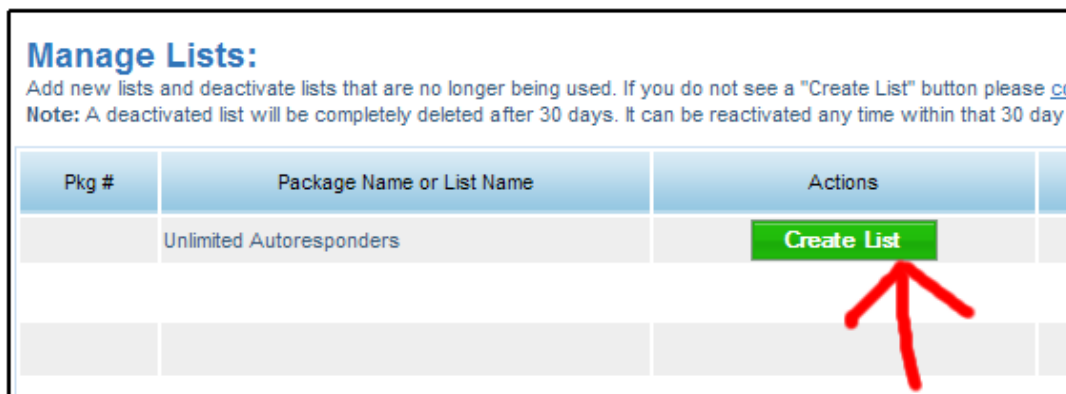 Manage Lists:
Add new lists and deactivate lists that are no longer being used. If you do not see a "Create List" button please
Note: A deactivated list will be completely deleted after 30 days. It can be reactivated any time within that 30 day
Pkg # Package Name or List Name Actions
Unlimited Autoresponders Create List